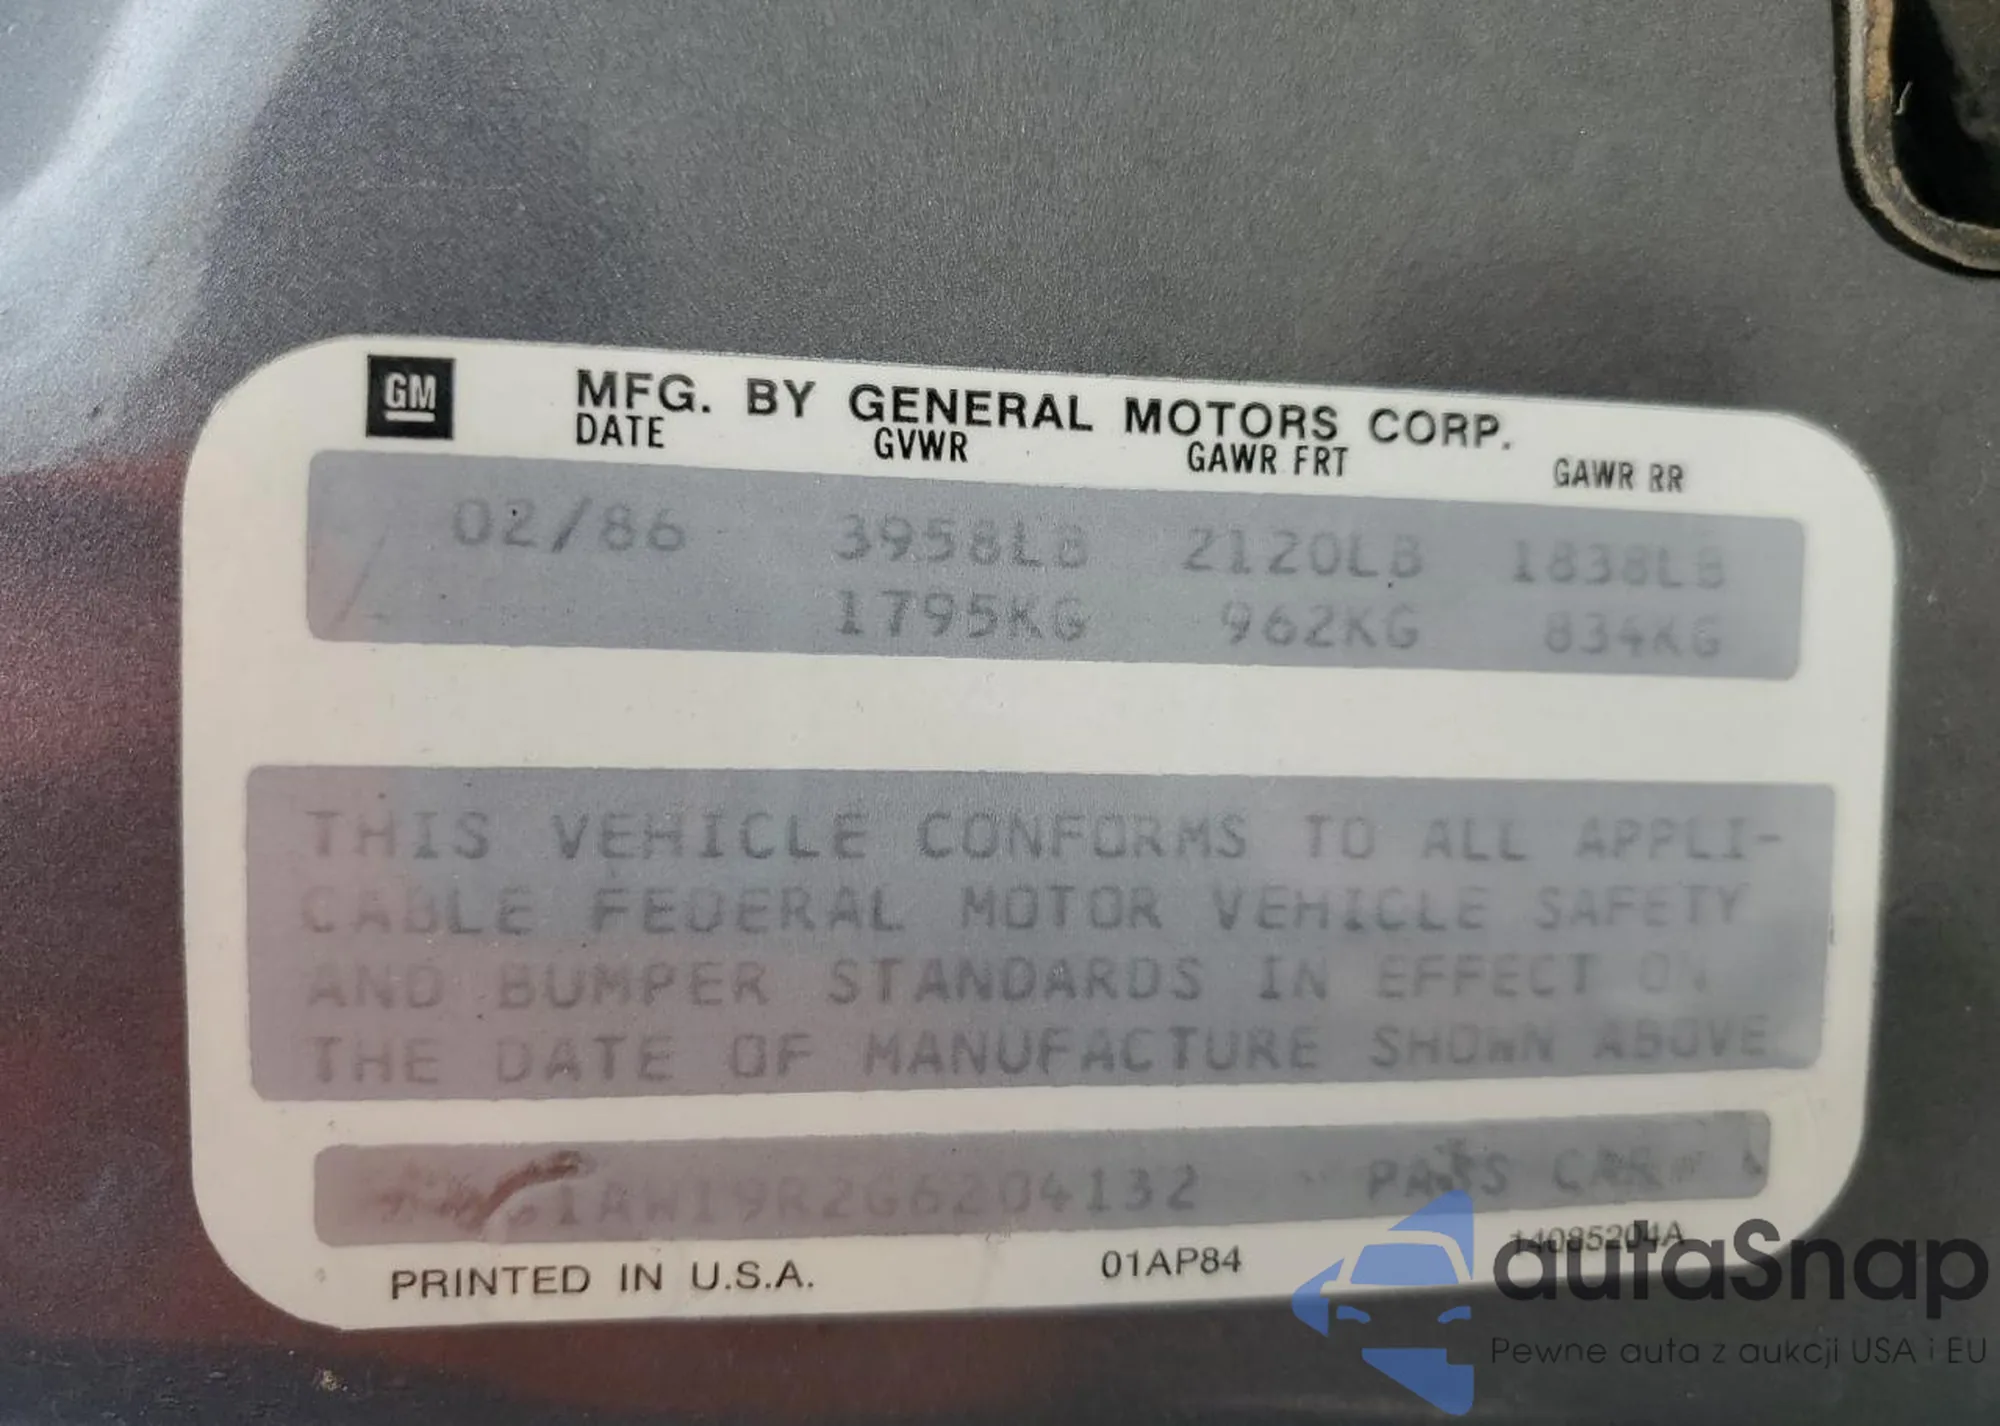 GM
MFG. BY GENERAL MOTORS CORP.
DATE GVWR GAWR FRT GAWR RR
02/86 3958LB 2120LB 1838LB
1795KG 962KG 834KG
THIS VEHICLE CONFORMS TO ALL APPLI-
CABLE FEDERAL MOTOR VEHICLE SAFETY
AND BUMPER STANDARDS IN EFFECT ON
THE DATE OF MANUFACTURE SHOWN ABOVE
1AW19R2G6204132 PASS CAR
PRINTED IN U.S.A. 01AP84 14085204A
autaSnap
Pewne auta z aukcji USA i EU